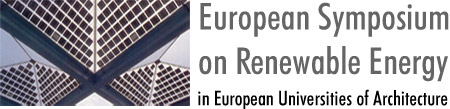 European Symposium
on Renewable Energy
in European Universities of Architecture